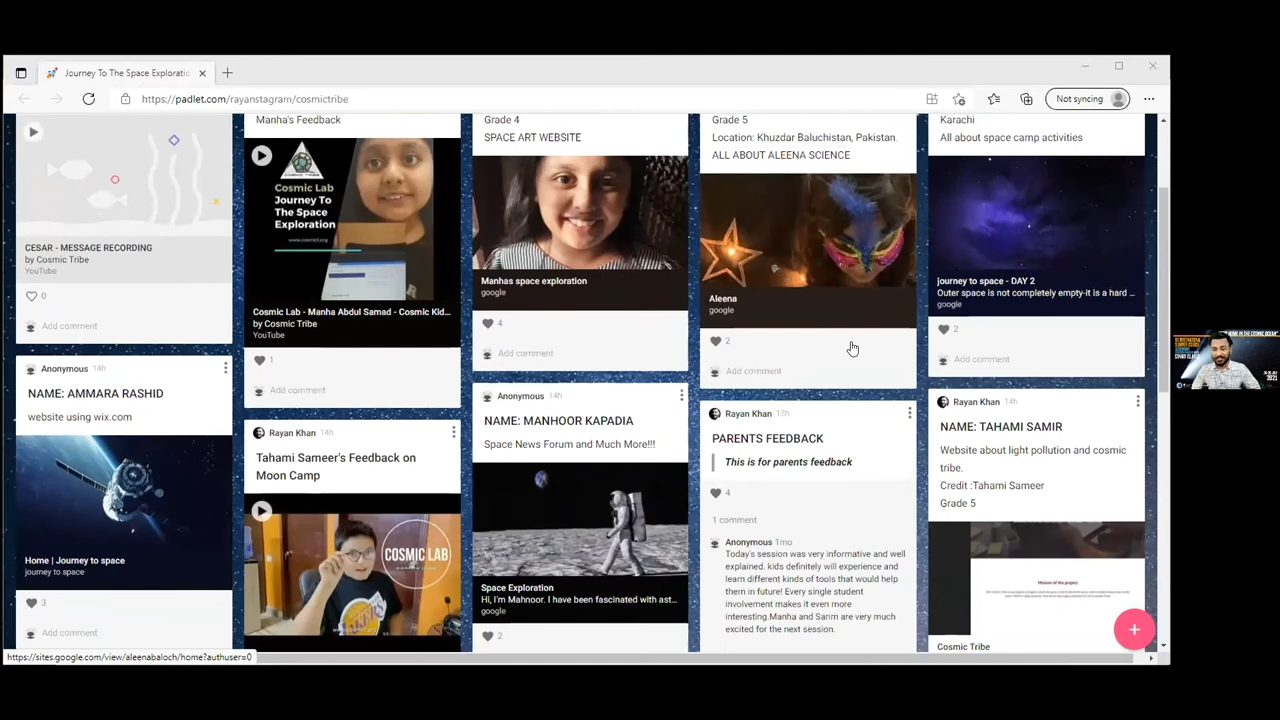 Journey To The Space Exploratic
https://padlet.com/rayanstagram/cosmictribe
Not syncing
CESAR - MESSAGE RECORDING
by Cosmic Tribe
YouTube
0
Add comment
Anonymous 14h
NAME: AMMARA RASHID
website using wix.com
Home | Journey to space
journey to space
3
Add comment
Manha's Feedback
COSMIC TRIBE
Cosmic Lab
Journey To
The Space
Exploration
Cosmic Lab - Manha Abdul Samad - Cosmic Kid...
by Cosmic Tribe
YouTube
1
Add comment
Rayan Khan 14h
Tahami Sameer's Feedback on
Moon Camp
COSMIC LAB
Grade 4
SPACE ART WEBSITE
Manhas space exploration
google
4
Add comment
Anonymous 14h
NAME: MANHOOR KAPADIA
Space News Forum and Much More!!!
Space Exploration
Hi, I'm Mahnoor. I have been fascinated with ast...
google
2
Grade 5
Location: Khuzdar Baluchistan, Pakistan.
ALL ABOUT ALEENA SCIENCE
Aleena
google
2
Add comment
Rayan Khan 18h
PARENTS FEEDBACK
This is for parents feedback
4
1 comment
Anonymous 1mo
Today's session was very informative and well
explained. kids definitely will experience and
learn different kinds of tools that would help
them in future! Every single student
involvement makes it even more
interesting.Manha and Sarim are very much
excited for the next session.
Karachi
All about space camp activities
journey to space - DAY 2
Outer space is not completely empty-it is a hard ...
google
2
Add comment
Rayan Khan 14h
NAME: TAHAMI SAMIR
Website about light pollution and cosmic
tribe.
Credit :Tahami Sameer
Grade 5
Mission of the project
Cosmic Tribe
https://sites.google.com/view/aleenabaloch/home?authuser=0